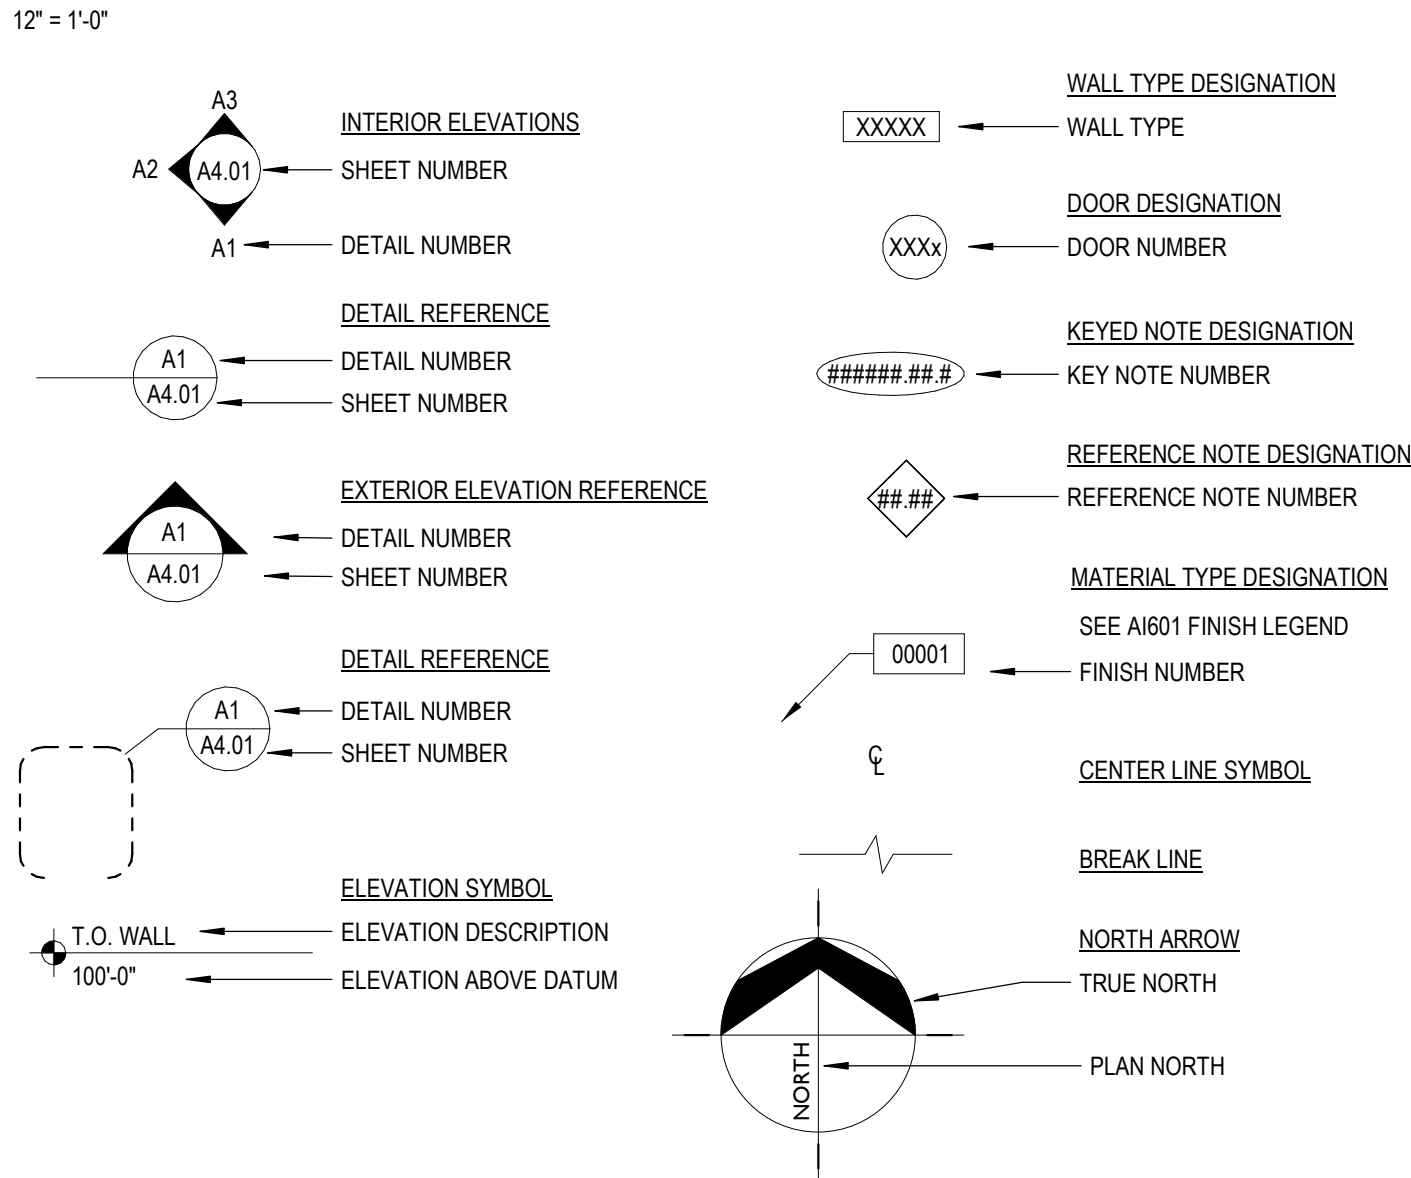 12" = 1'-0"
A3
INTERIOR ELEVATIONS
A2
A4.01
SHEET NUMBER
A1
DETAIL NUMBER
DETAIL REFERENCE
A1
DETAIL NUMBER
A4.01
SHEET NUMBER
EXTERIOR ELEVATION REFERENCE
A1
DETAIL NUMBER
A4.01
SHEET NUMBER
DETAIL REFERENCE
A1
DETAIL NUMBER
A4.01
SHEET NUMBER
ELEVATION SYMBOL
T.O. WALL
ELEVATION DESCRIPTION
100'-0"
ELEVATION ABOVE DATUM
WALL TYPE DESIGNATION
XXXXX
WALL TYPE
DOOR DESIGNATION
XXXx
DOOR NUMBER
KEYED NOTE DESIGNATION
######.##.#
KEY NOTE NUMBER
REFERENCE NOTE DESIGNATION
##.##
REFERENCE NOTE NUMBER
MATERIAL TYPE DESIGNATION
SEE AI601 FINISH LEGEND
00001
FINISH NUMBER
℄
CENTER LINE SYMBOL
BREAK LINE
NORTH ARROW
TRUE NORTH
NORTH
PLAN NORTH